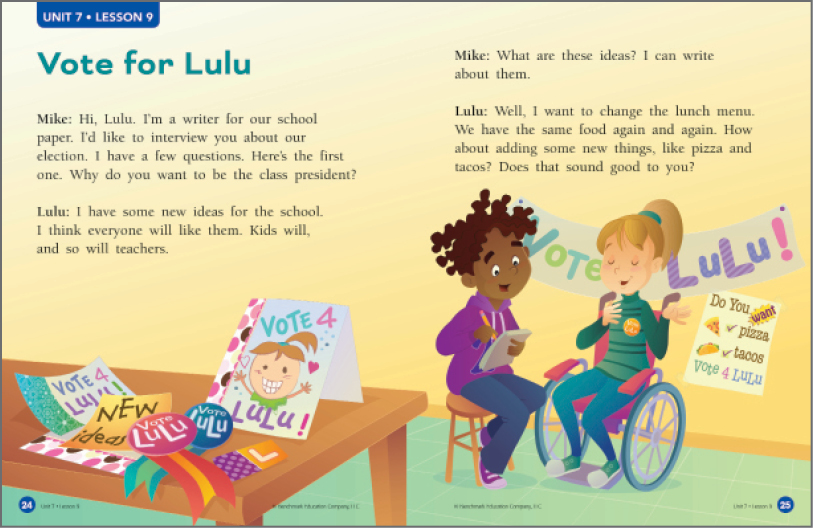 UNIT 7 • LESSON 9
Vote for Lulu
Mike: Hi, Lulu. I'm a writer for our school
paper. I'd like to interview you about our
election. I have a few questions. Here's the first
one. Why do you want to be the class president?
Lulu: I have some new ideas for the school.
I think everyone will like them. Kids will,
and so will teachers.
VOTE 4
LULU!
VOTE 4
LULU!
NEW
ideas
VOTE
LULU
VOTE
LULU
L
24
Unit 7 • Lesson 9
© Benchmark Education Company, LLC
Mike: What are these ideas? I can write
about them.
Lulu: Well, I want to change the lunch menu.
We have the same food again and again. How
about adding some new things, like pizza and
tacos? Does that sound good to you?
Vote LuLu!
Do You want
✓ pizza
✓ tacos
Vote 4 LuLu
© Benchmark Education Company, LLC
Unit 7 • Lesson 9
25